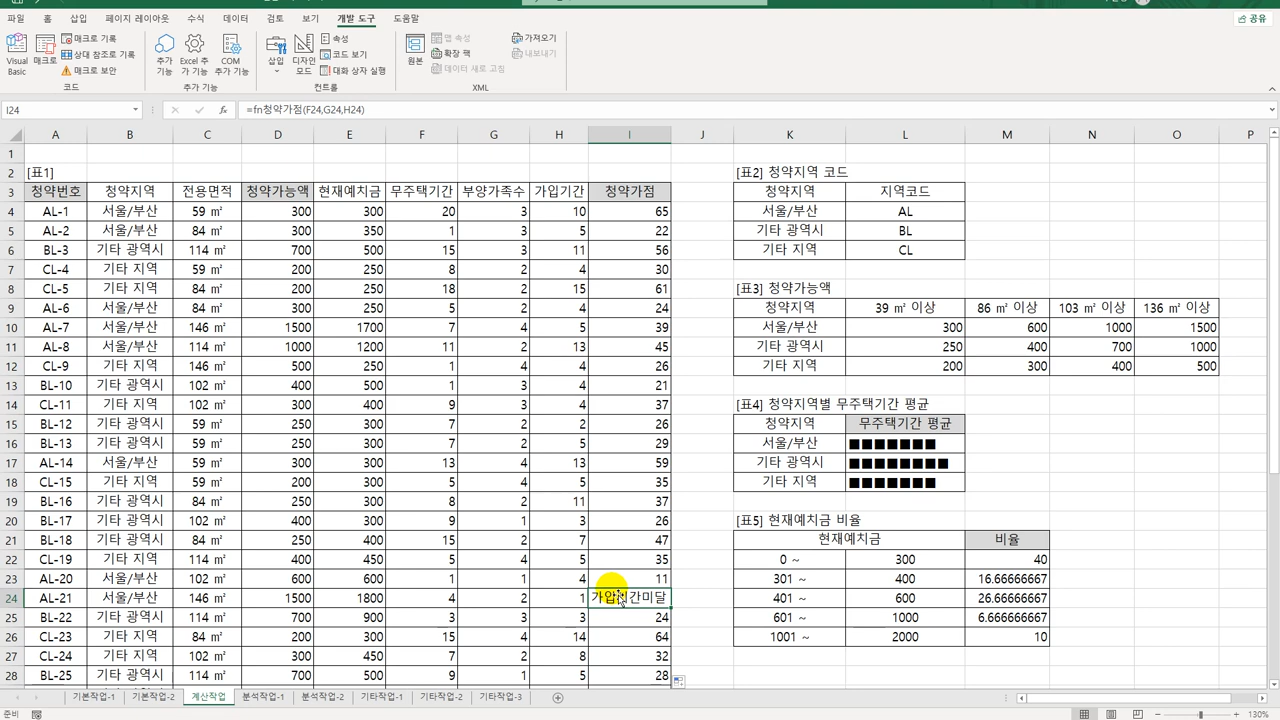 파일 홈 삽입 페이지 레이아웃 수식 데이터 검토 보기 개발 도구 도움말 공유
Visual Basic 매크로 매크로 기록 상대 참조로 기록 매크로 보안 추가 기능 Excel 추가 기능 COM 추가 기능 삽입 디자인 모드 속성 코드 보기 대화 상자 실행 원본 맵 속성 확장 팩 데이터 새로 고침 가져오기 내보내기
코드 추가 기능 컨트롤 XML
I24 fx =fn청약가점(F24,G24,H24)
A B C D E F G H I J K L M N O P
1
2 [표1] [표2] 청약지역 코드
3 청약번호 청약지역 전용면적 청약가능액 현재예치금 무주택기간 부양가족수 가입기간 청약가점 청약지역 지역코드
4 AL-1 서울/부산 59 ㎡ 300 300 20 3 10 65 서울/부산 AL
5 AL-2 서울/부산 84 ㎡ 300 350 1 3 5 22 기타 광역시 BL
6 BL-3 기타 광역시 114 ㎡ 700 500 15 3 11 56 기타 지역 CL
7 CL-4 기타 지역 59 ㎡ 200 250 8 2 4 30
8 CL-5 기타 지역 84 ㎡ 200 250 18 2 15 61 [표3] 청약가능액
9 AL-6 서울/부산 84 ㎡ 300 300 5 2 4 24 청약지역 39 ㎡ 이상 86 ㎡ 이상 103 ㎡ 이상 136 ㎡ 이상
10 AL-7 서울/부산 146 ㎡ 1500 1700 7 4 5 39 서울/부산 300 600 1000 1500
11 AL-8 서울/부산 114 ㎡ 1000 1200 11 2 13 45 기타 광역시 250 400 700 1000
12 CL-9 기타 지역 146 ㎡ 500 250 1 4 4 26 기타 지역 200 300 400 500
13 BL-10 기타 광역시 102 ㎡ 400 500 1 3 4 21
14 CL-11 기타 지역 102 ㎡ 300 400 9 3 4 37 [표4] 청약지역별 무주택기간 평균
15 BL-12 기타 광역시 59 ㎡ 250 300 7 2 2 26 청약지역 무주택기간 평균
16 BL-13 기타 광역시 59 ㎡ 250 300 7 2 5 29 서울/부산 ■■■■■■■
17 AL-14 서울/부산 59 ㎡ 300 300 13 4 13 59 기타 광역시 ■■■■■■■■
18 CL-15 기타 지역 59 ㎡ 200 300 5 4 5 35 기타 지역 ■■■■■■■
19 BL-16 기타 광역시 84 ㎡ 250 300 8 2 11 37
20 BL-17 기타 광역시 102 ㎡ 400 300 9 1 3 26 [표5] 현재예치금 비율
21 BL-18 기타 광역시 84 ㎡ 250 400 15 2 7 47 현재예치금 비율
22 CL-19 기타 지역 114 ㎡ 400 450 5 4 5 35 0 ~ 300 40
23 AL-20 서울/부산 102 ㎡ 600 600 1 1 4 11 301 ~ 400 16.66666667
24 AL-21 서울/부산 146 ㎡ 1500 1800 4 2 1 401 ~ 600 26.66666667
25 BL-22 기타 광역시 114 ㎡ 700 900 3 3 3 24 601 ~ 1000 6.666666667
26 CL-23 기타 지역 84 ㎡ 200 300 15 4 14 64 1001 ~ 2000 10
27 CL-24 기타 지역 102 ㎡ 300 450 7 2 8 32
28 BL-25 기타 광역시 114 ㎡ 700 500 9 1 5 28
기본작업-1 기본작업-2 계산작업 분석작업-1 분석작업-2 기타작업-1 기타작업-2 기타작업-3
준비 130%